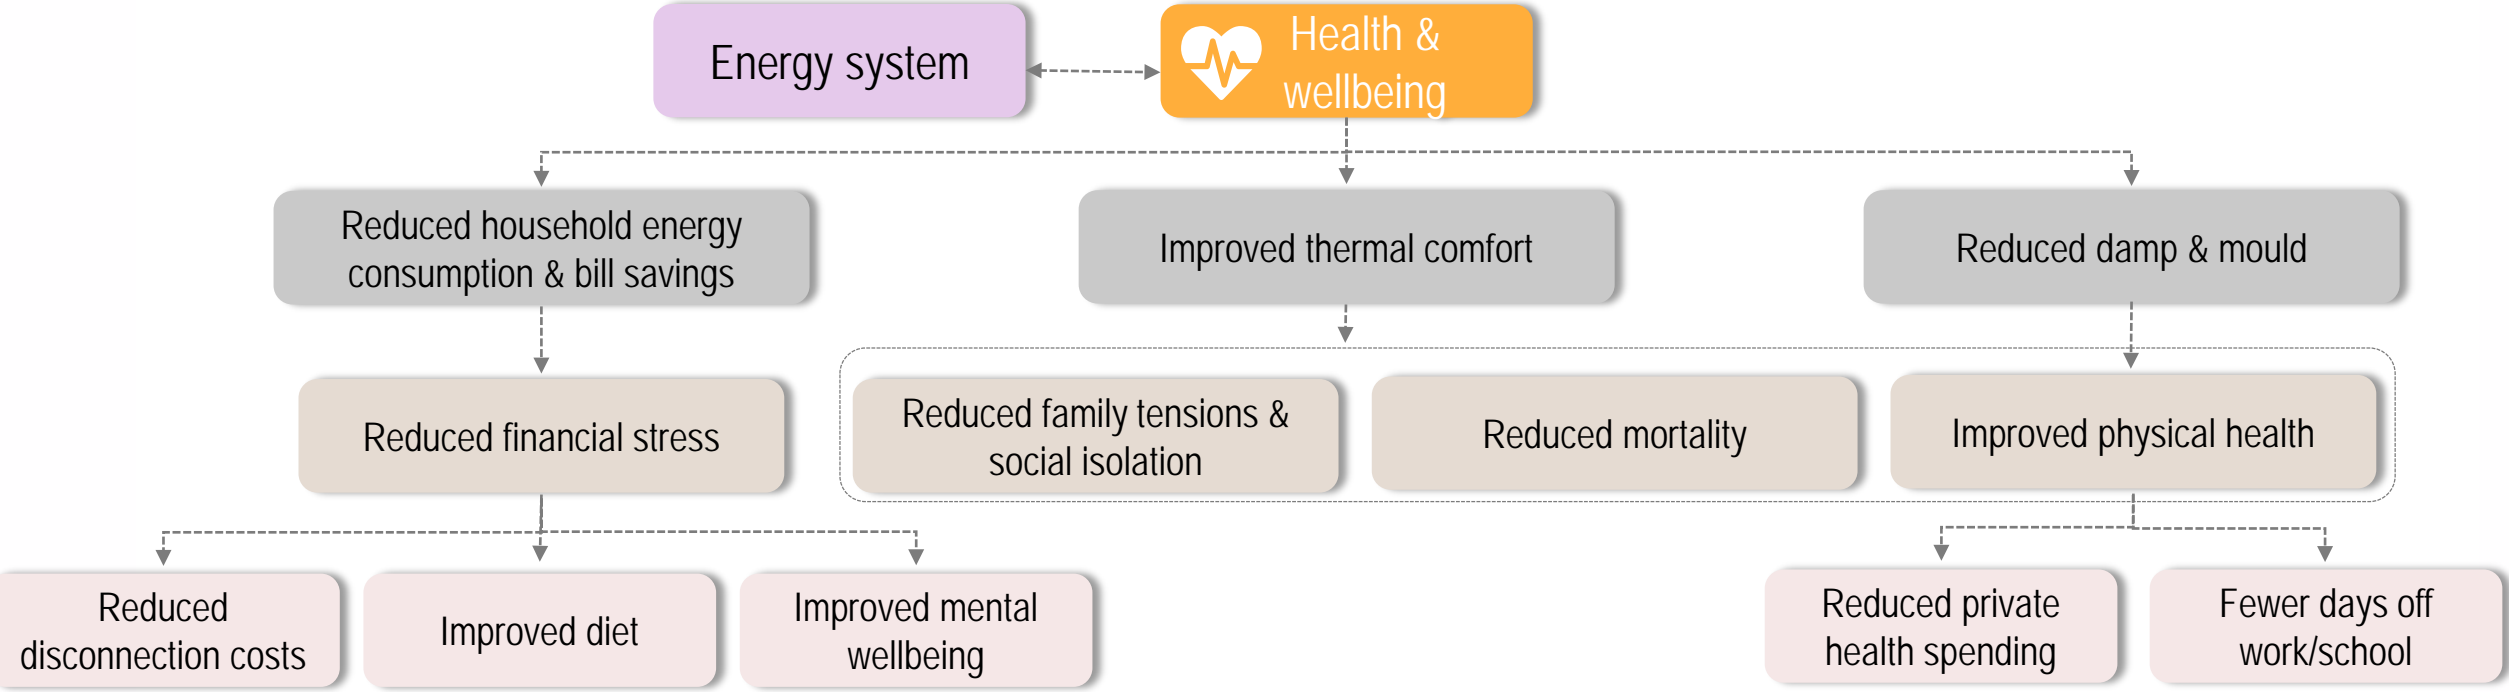 Energy system
Health &
wellbeing
Reduced household energy
consumption & bill savings
Improved thermal comfort
Reduced damp & mould
Reduced financial stress
Reduced family tensions &
social isolation
Reduced mortality
Improved physical health
Reduced
disconnection costs
Improved diet
Improved mental
wellbeing
Reduced private
health spending
Fewer days off
work/school